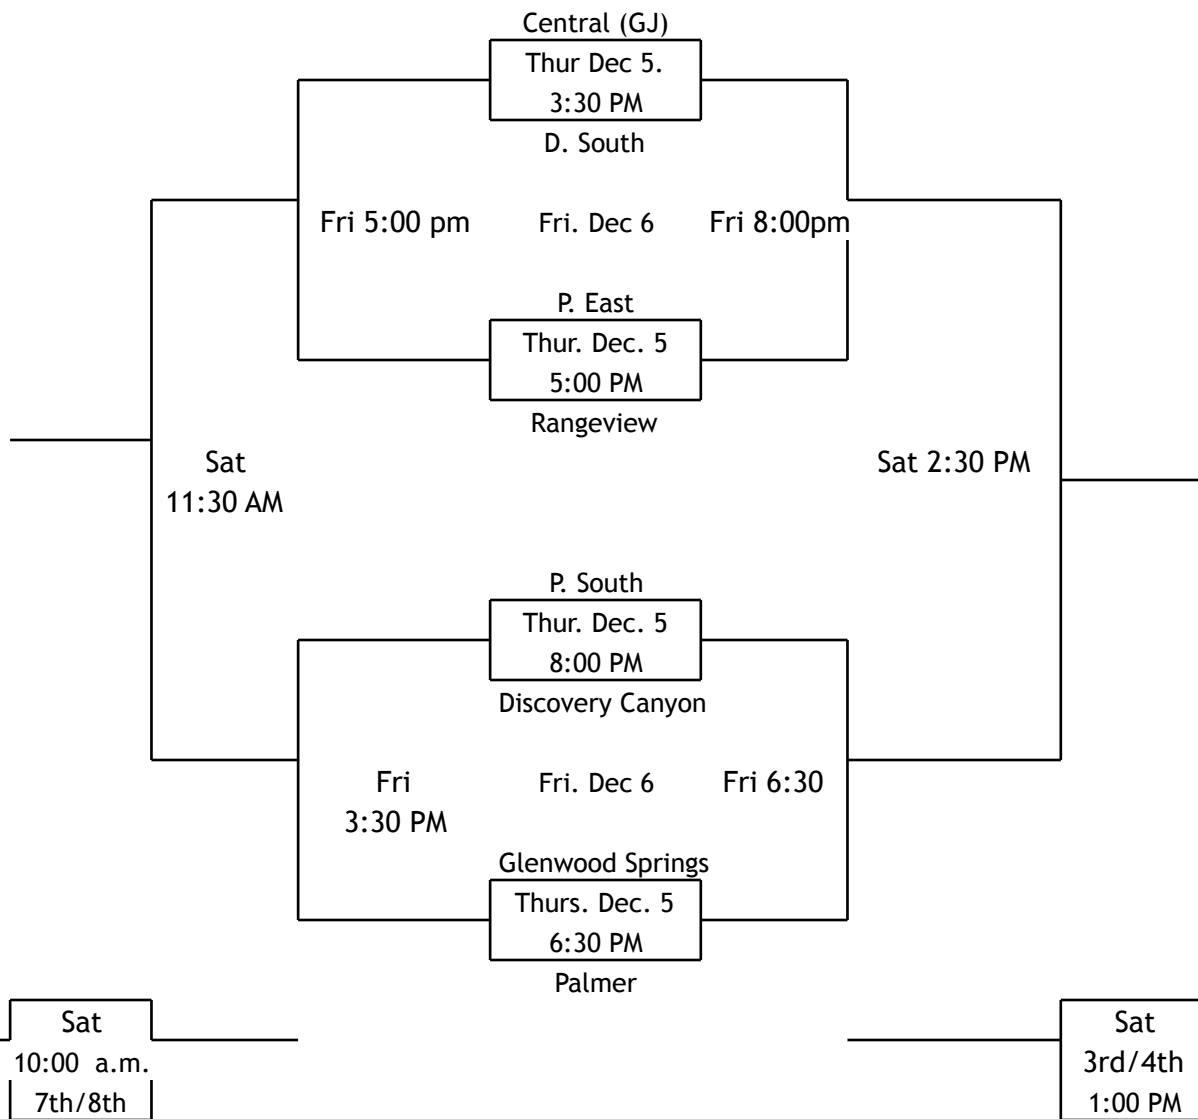 Central (GJ)
Thur Dec 5.
3:30 PM
D. South
Fri 5:00 pm
Fri. Dec 6
Fri 8:00pm
P. East
Thur. Dec. 5
5:00 PM
Rangeview
Sat
11:30 AM
Sat 2:30 PM
P. South
Thur. Dec. 5
8:00 PM
Discovery Canyon
Fri
3:30 PM
Fri. Dec 6
Fri 6:30
Glenwood Springs
Thurs. Dec. 5
6:30 PM
Palmer
Sat
10:00 a.m.
7th/8th
Sat
3rd/4th
1:00 PM